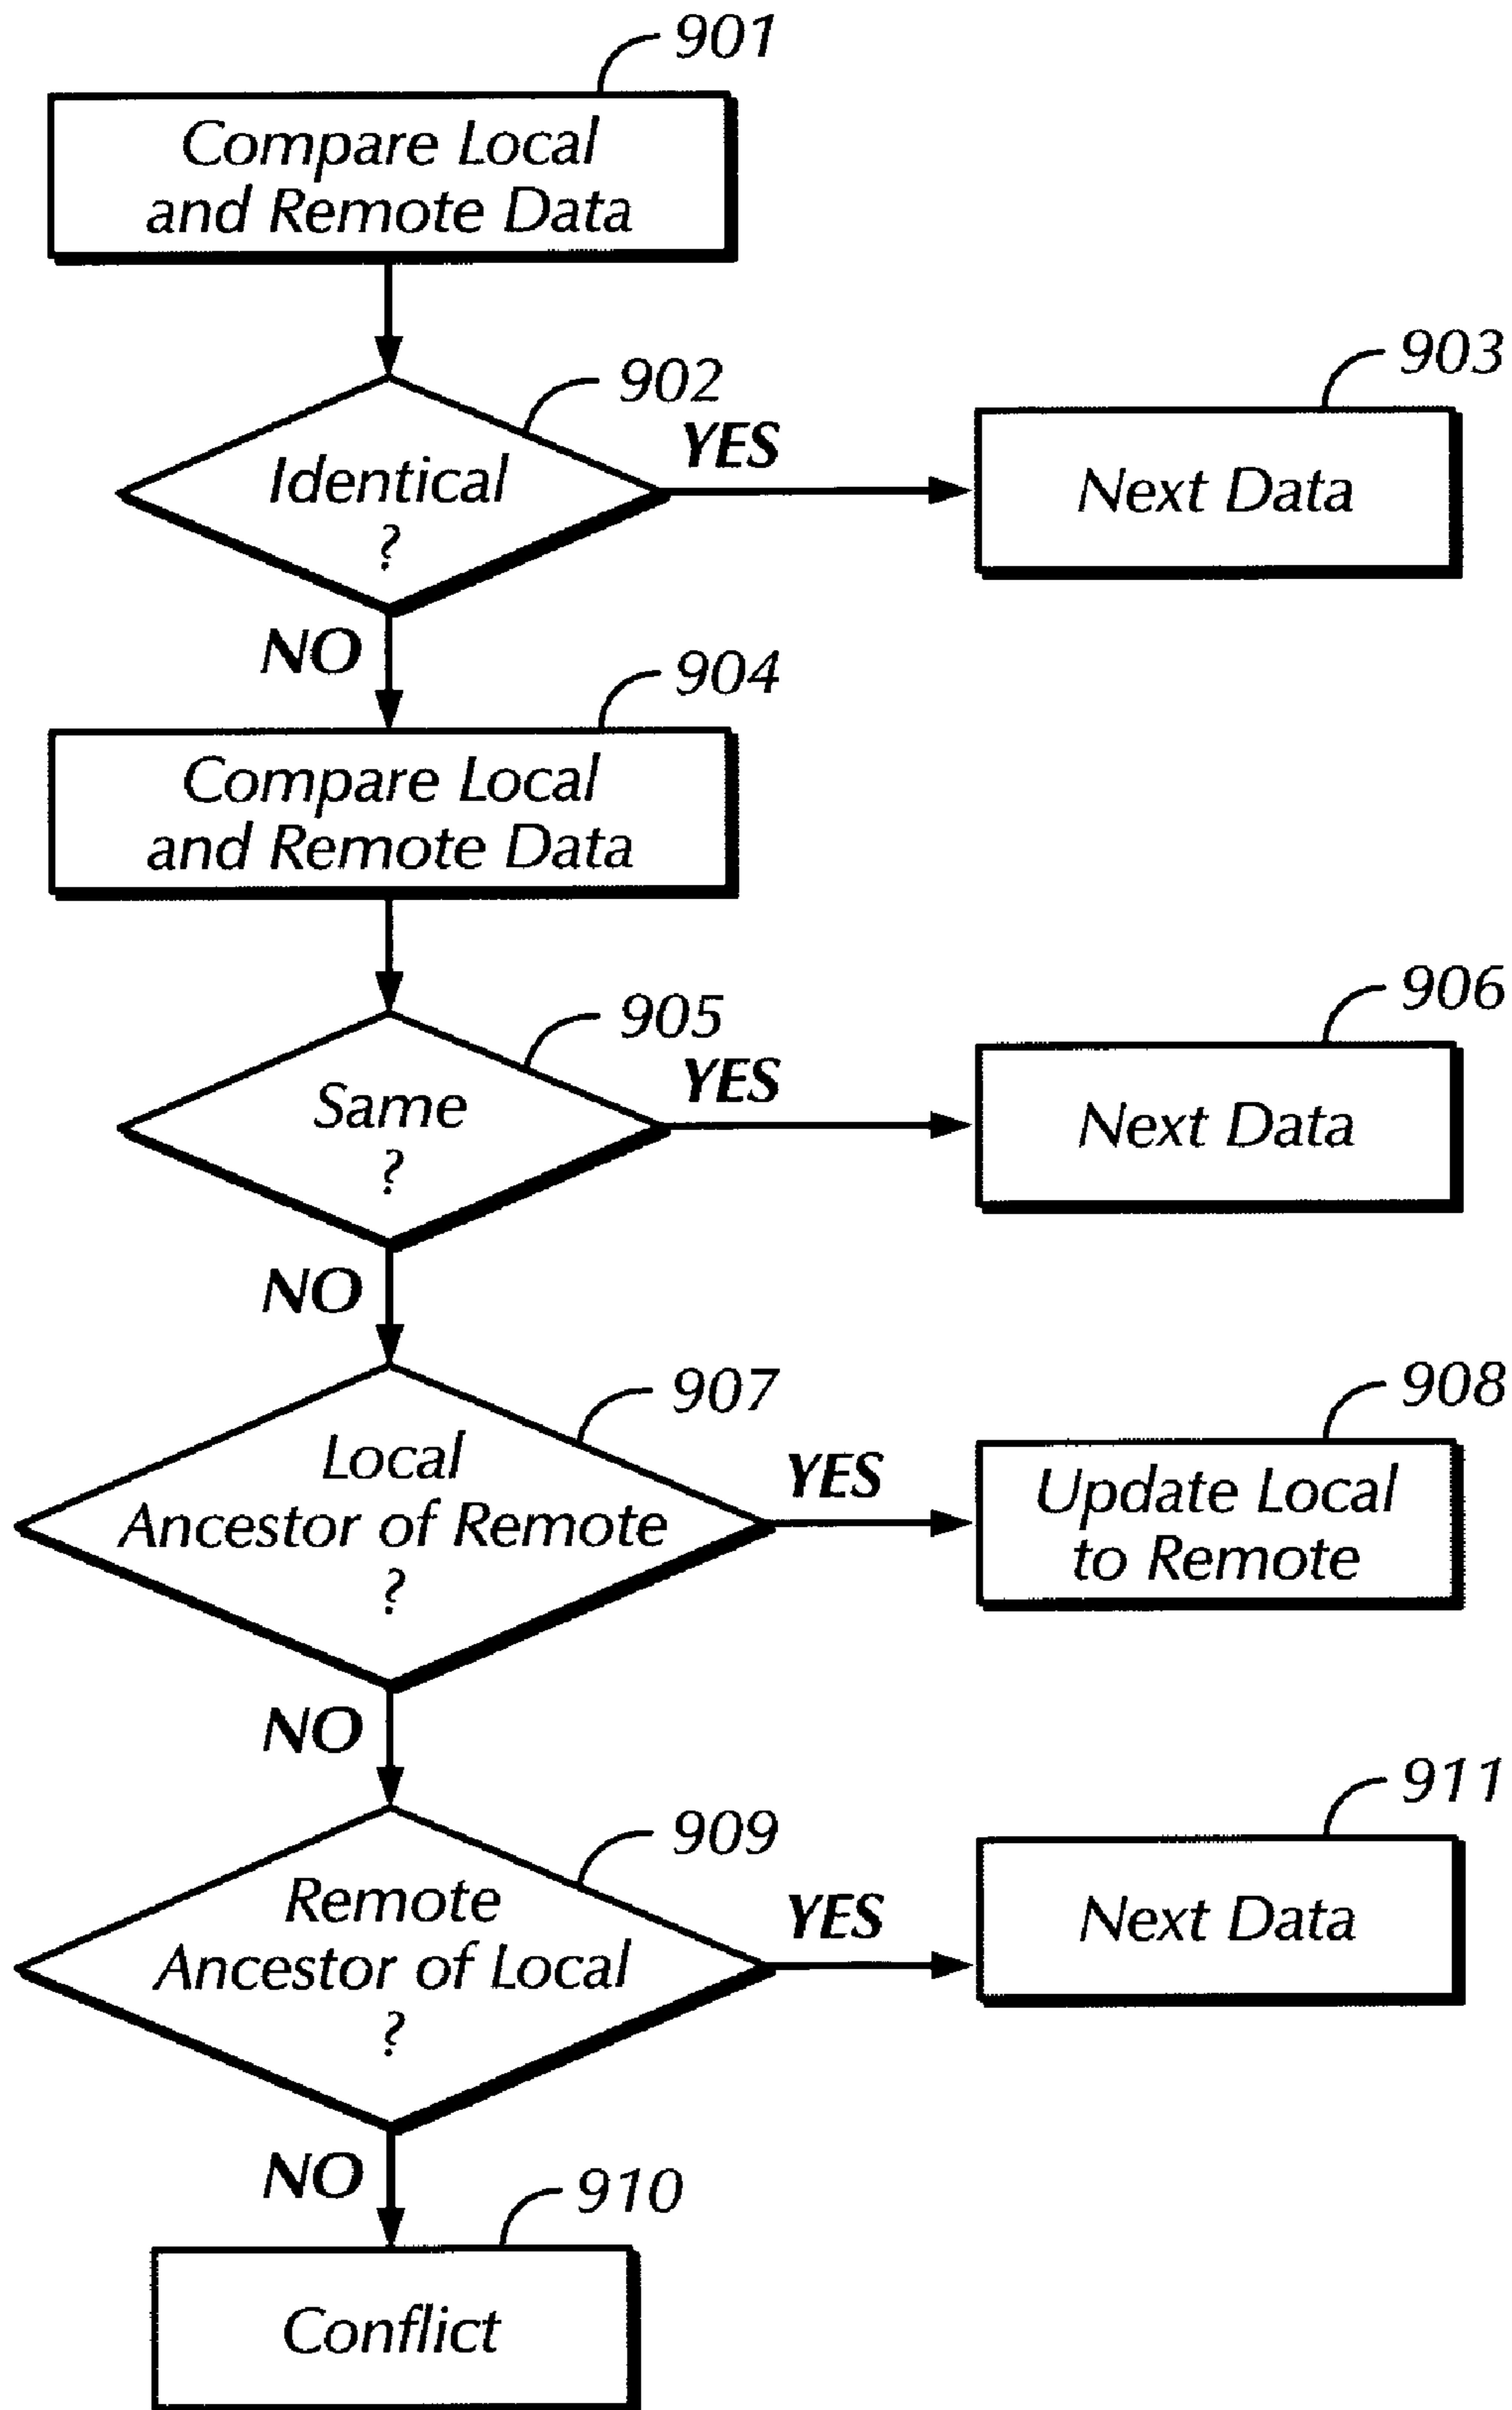 901
Compare Local
and Remote Data
902
Identical
?
YES
903
Next Data
NO
904
Compare Local
and Remote Data
905
Same
?
YES
906
Next Data
NO
907
Local
Ancestor of Remote
?
YES
908
Update Local
to Remote
NO
909
Remote
Ancestor of Local
?
YES
911
Next Data
NO
910
Conflict